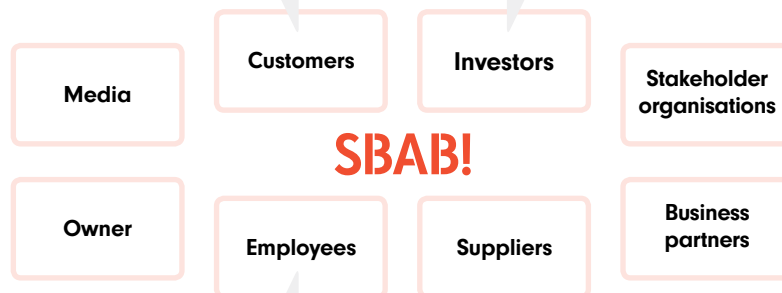 Customers
Investors
Media
Stakeholder
organisations
SBAB!
Owner
Employees
Suppliers
Business
partners